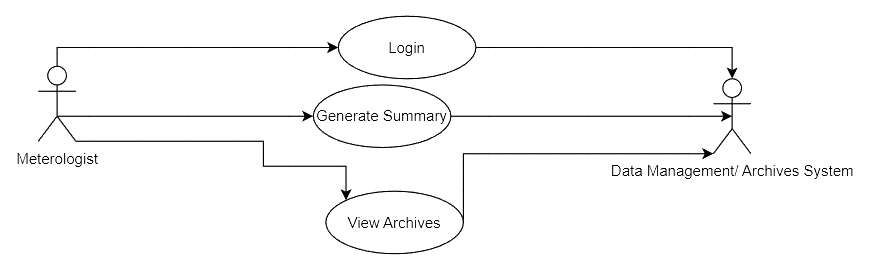 Login
Generate Summary
Meterologist
Data Management/ Archives System
View Archives